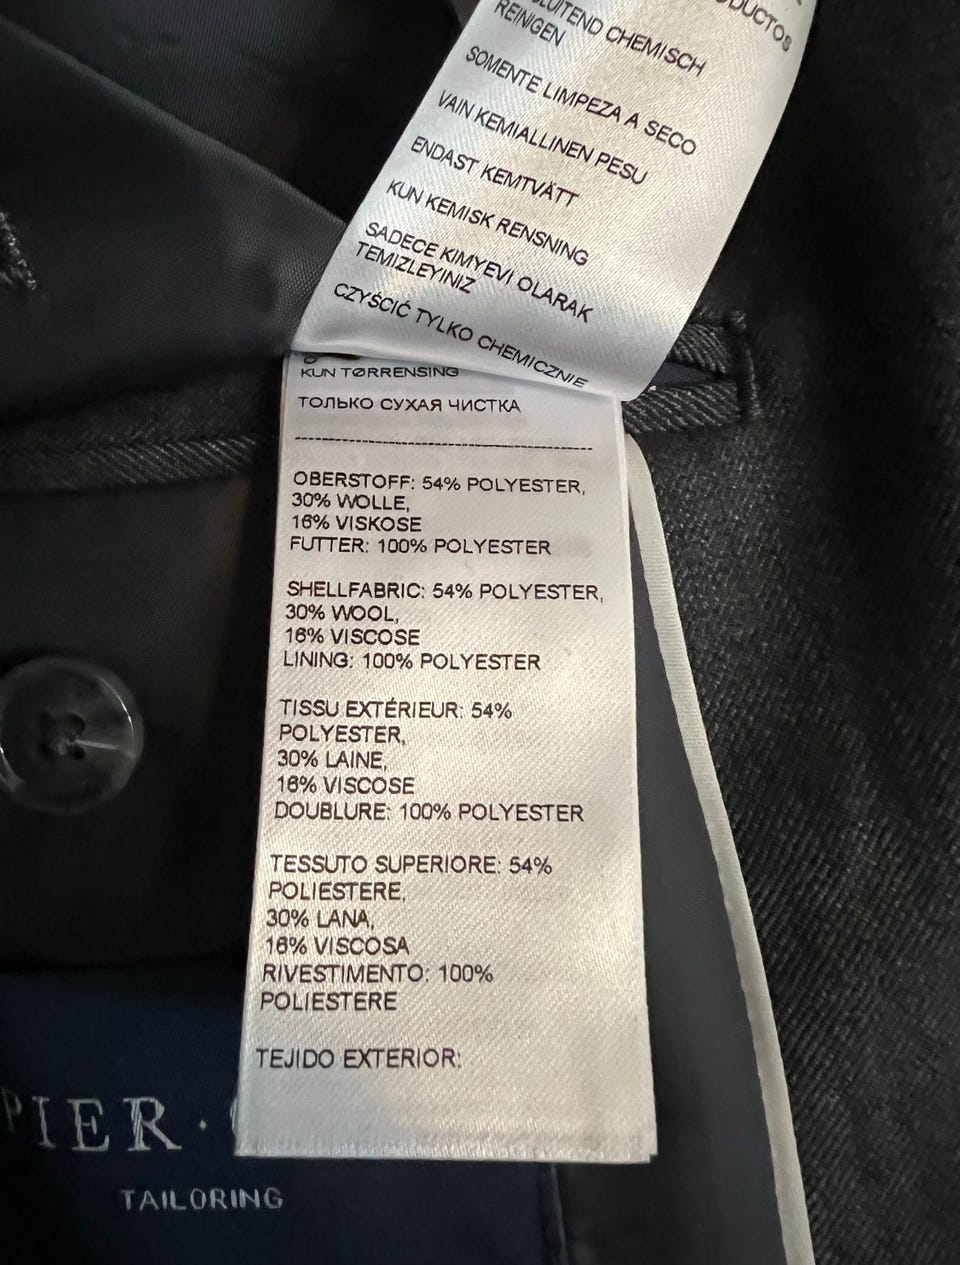 REINIGEN CHEMISCH
SOMENTE LIMPEZA A SECO
VAIN KEMIALLINEN PESU
ENDAST KEMTVÄTT
KUN KEMISK RENSNING
SADECE KIMYEVI OLARAK
TEMIZLEYINIZ
CZYŚCIĆ TYLKO CHEMICZNIE
KUN TØRRENSING
ТОЛЬКО СУХАЯ ЧИСТКА
OBERSTOFF: 54% POLYESTER,
30% WOLLE,
16% VISKOSE
FUTTER: 100% POLYESTER
SHELLFABRIC: 54% POLYESTER,
30% WOOL,
16% VISCOSE
LINING: 100% POLYESTER
TISSU EXTÉRIEUR: 54%
POLYESTER,
30% LAINE,
16% VISCOSE
DOUBLURE: 100% POLYESTER
TESSUTO SUPERIORE: 54%
POLIESTERE,
30% LANA,
16% VISCOSA
RIVESTIMENTO: 100%
POLIESTERE
TEJIDO EXTERIOR:
PIER ·
TAILORING